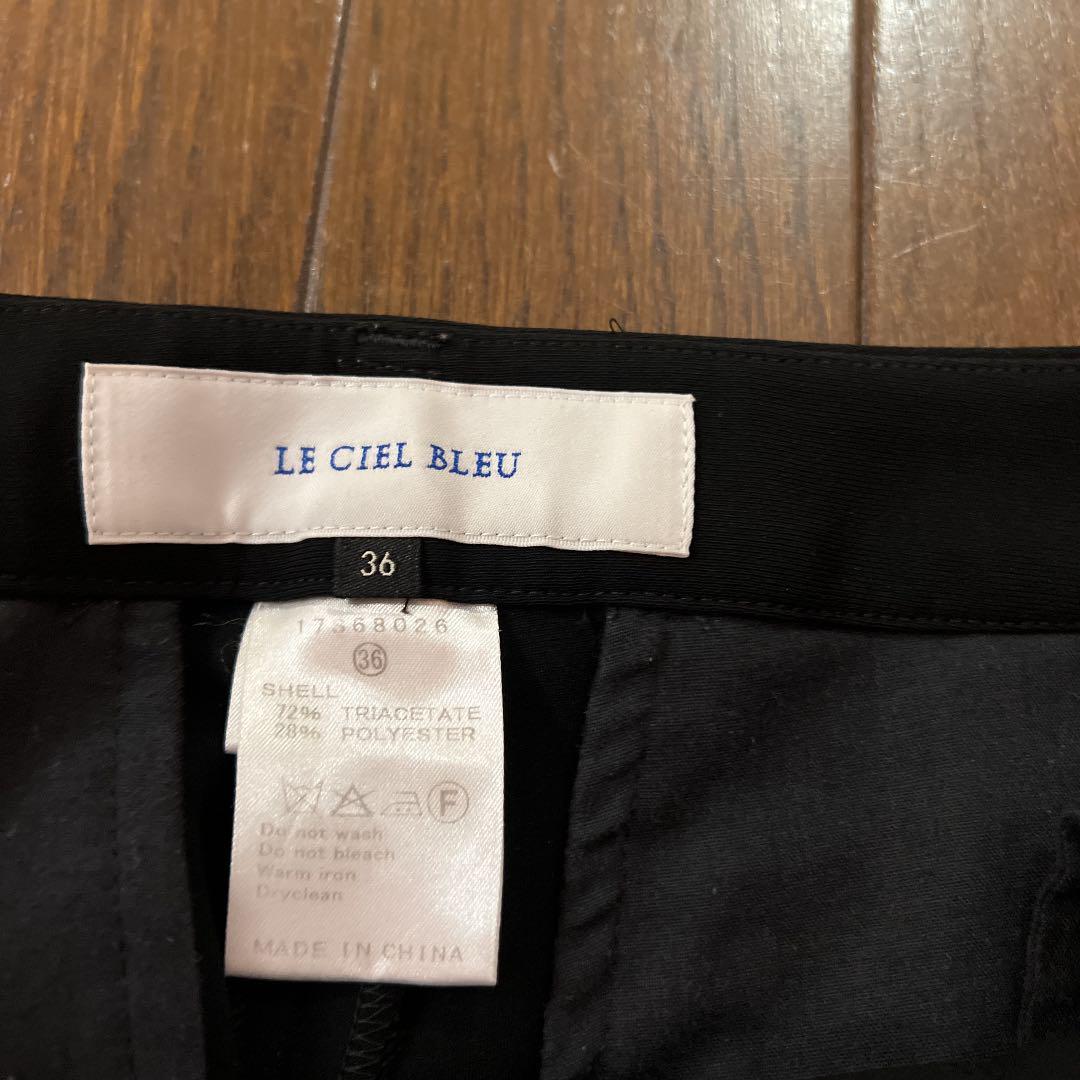 LE CIEL BLEU
36
17368026
36
SHELL
72% TRIACETATE
28% POLYESTER
F
Do not wash
Do not bleach
Warm iron
Dryclean
MADE IN CHINA